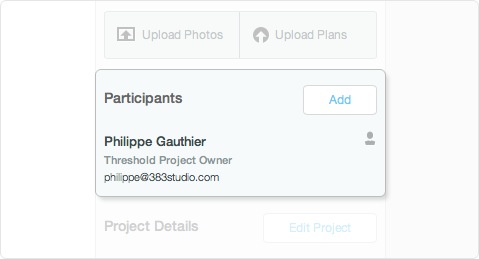 Upload Photos Upload Plans
Participants Add
Philippe Gauthier
Threshold Project Owner
philippe@383studio.com
Project Details Edit Project